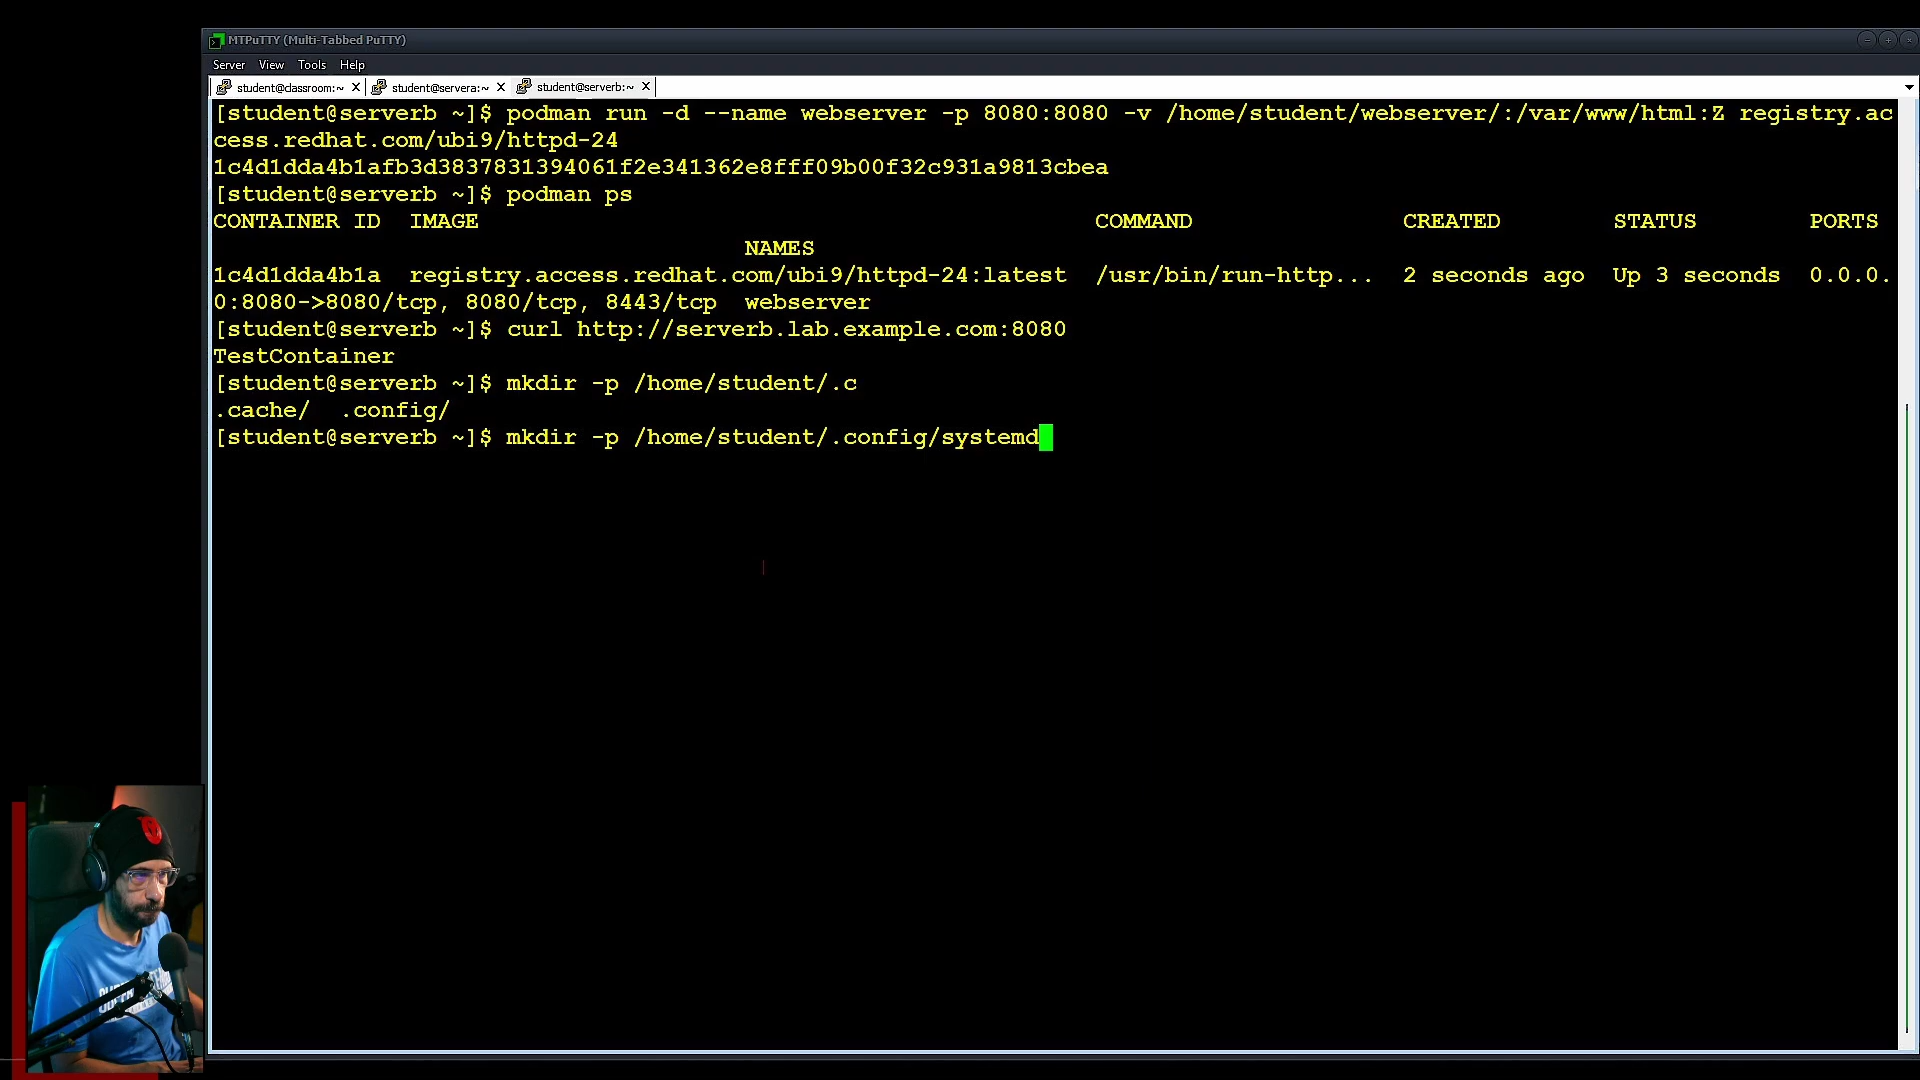 MTPuTTY (Multi-Tabbed PuTTY)
Server View Tools Help
student@classroom:~ student@servera:~ student@serverb:~
[student@serverb ~]$ podman run -d --name webserver -p 8080:8080 -v /home/student/webserver/:/var/www/html:Z registry.ac
cess.redhat.com/ubi9/httpd-24
1c4d1dda4b1afb3d3837831394061f2e341362e8fff09b00f32c931a9813cbea
[student@serverb ~]$ podman ps
CONTAINER ID IMAGE COMMAND CREATED STATUS PORTS
NAMES
1c4d1dda4b1a registry.access.redhat.com/ubi9/httpd-24:latest /usr/bin/run-http... 2 seconds ago Up 3 seconds 0.0.0.
0:8080->8080/tcp, 8080/tcp, 8443/tcp webserver
[student@serverb ~]$ curl http://serverb.lab.example.com:8080
TestContainer
[student@serverb ~]$ mkdir -p /home/student/.c
.cache/ .config/
[student@serverb ~]$ mkdir -p /home/student/.config/systemd